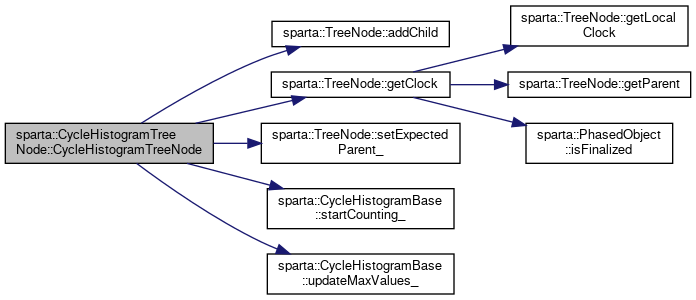 sparta::CycleHistogramTree
Node::CycleHistogramTreeNode
sparta::TreeNode::addChild
sparta::TreeNode::getClock
sparta::TreeNode::setExpected
Parent_
sparta::CycleHistogramBase
::startCounting_
sparta::CycleHistogramBase
::updateMaxValues_
sparta::TreeNode::getLocal
Clock
sparta::TreeNode::getParent
sparta::PhasedObject
::isFinalized